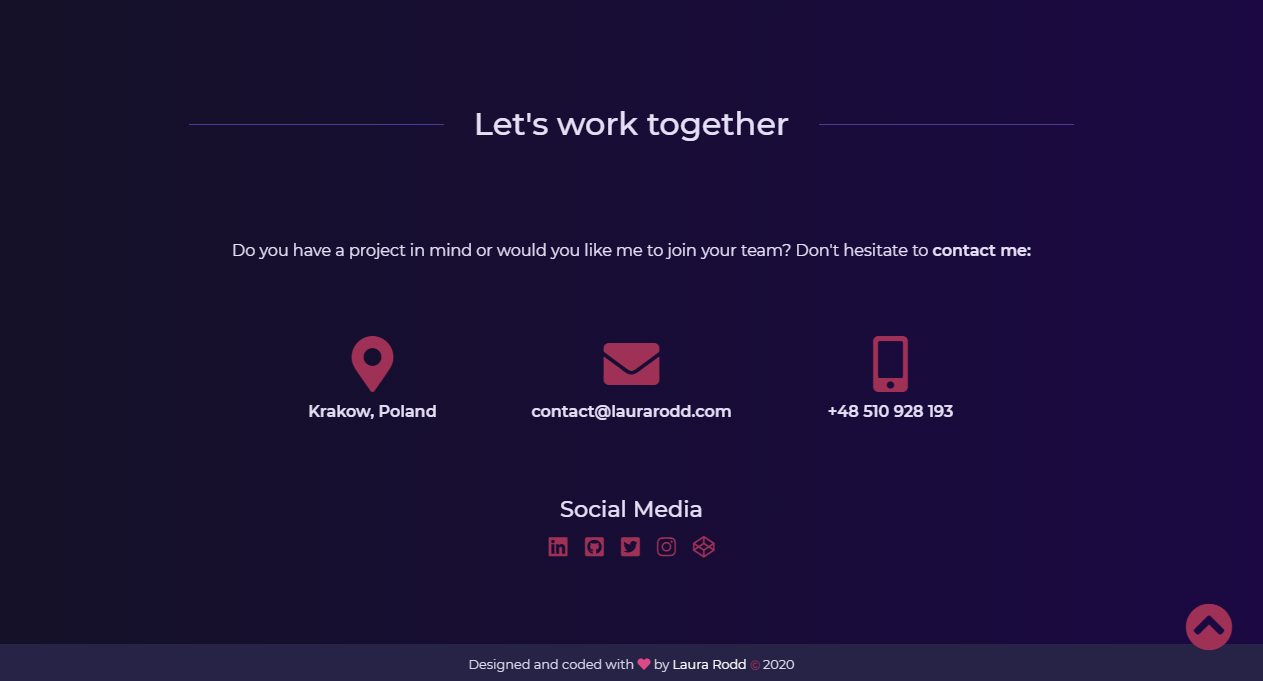 Let's work together
Do you have a project in mind or would you like me to join your team? Don't hesitate to contact me:
Krakow, Poland
contact@laurarodd.com
+48 510 928 193
Social Media
Designed and coded with ❤ by Laura Rodd © 2020